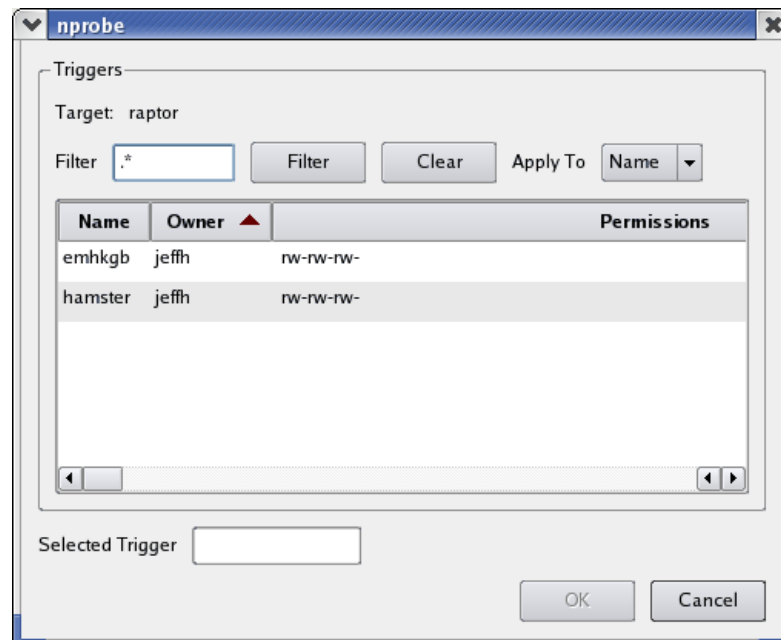 nprobe
Triggers
Target: raptor
Filter .* Filter Clear Apply To Name
Name Owner Permissions
emhkgb jeffh rw-rw-rw-
hamster jeffh rw-rw-rw-
Selected Trigger
OK Cancel